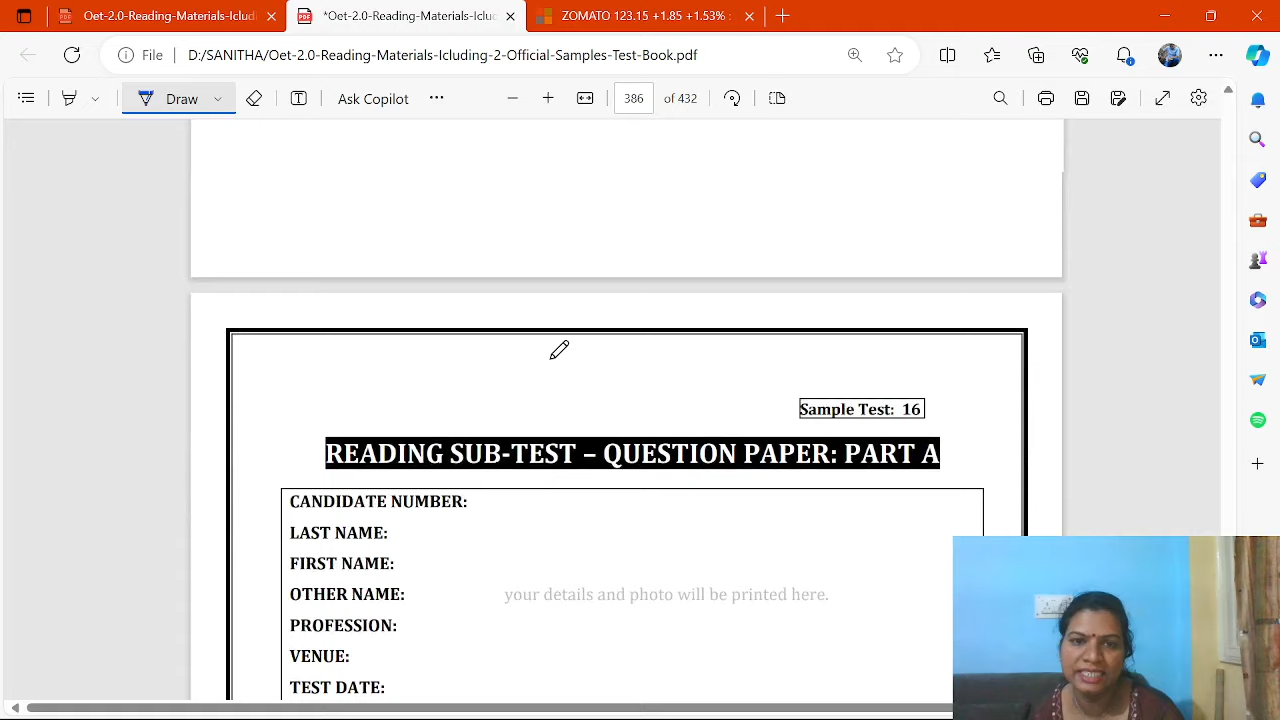 Oet-2.0-Reading-Materials-Icludi
*Oet-2.0-Reading-Materials-Icluc
ZOMATO 123.15 +1.85 +1.53%
File
D:/SANITHA/Oet-2.0-Reading-Materials-Icluding-2-Official-Samples-Test-Book.pdf
Draw
Ask Copilot
386 of 432
Sample Test: 16
READING SUB-TEST – QUESTION PAPER: PART A
CANDIDATE NUMBER:
LAST NAME:
FIRST NAME:
OTHER NAME:
your details and photo will be printed here.
PROFESSION:
VENUE:
TEST DATE: